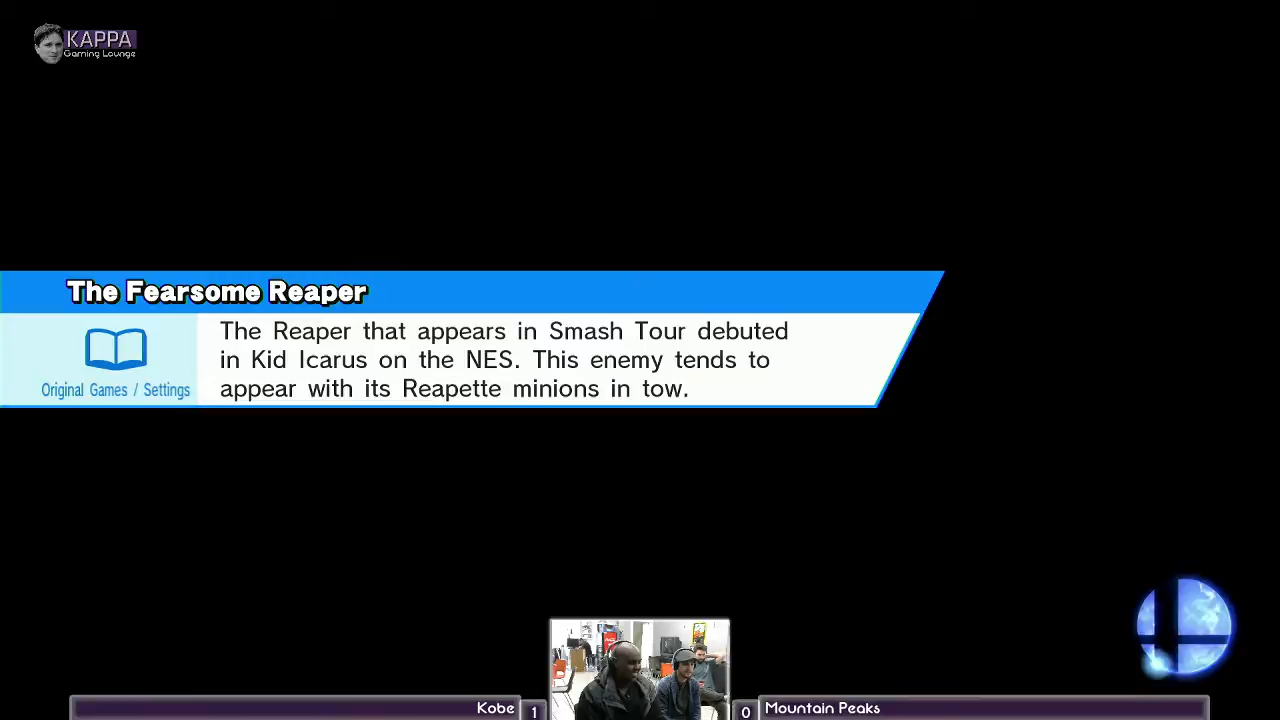 KAPPA
Gaming Lounge
The Fearsome Reaper
The Reaper that appears in Smash Tour debuted
in Kid Icarus on the NES. This enemy tends to
appear with its Reapette minions in tow.
Original Games / Settings
Kobe 1 0 Mountain Peaks